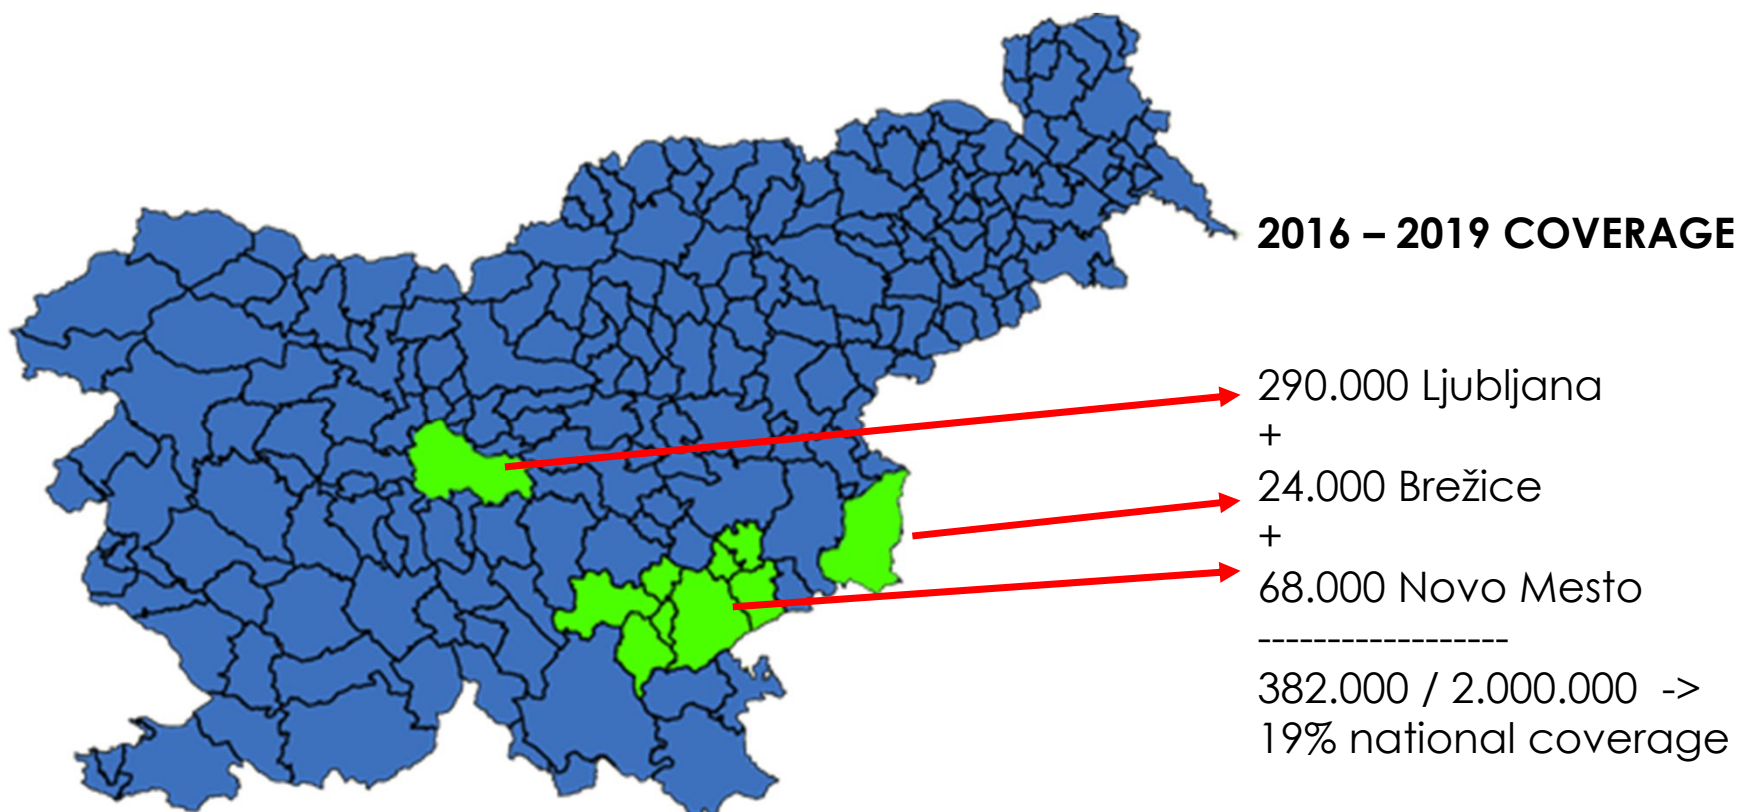 2016 – 2019 COVERAGE
290.000 Ljubljana
+
24.000 Brežice
+
68.000 Novo Mesto
------------------
382.000 / 2.000.000 ->
19% national coverage